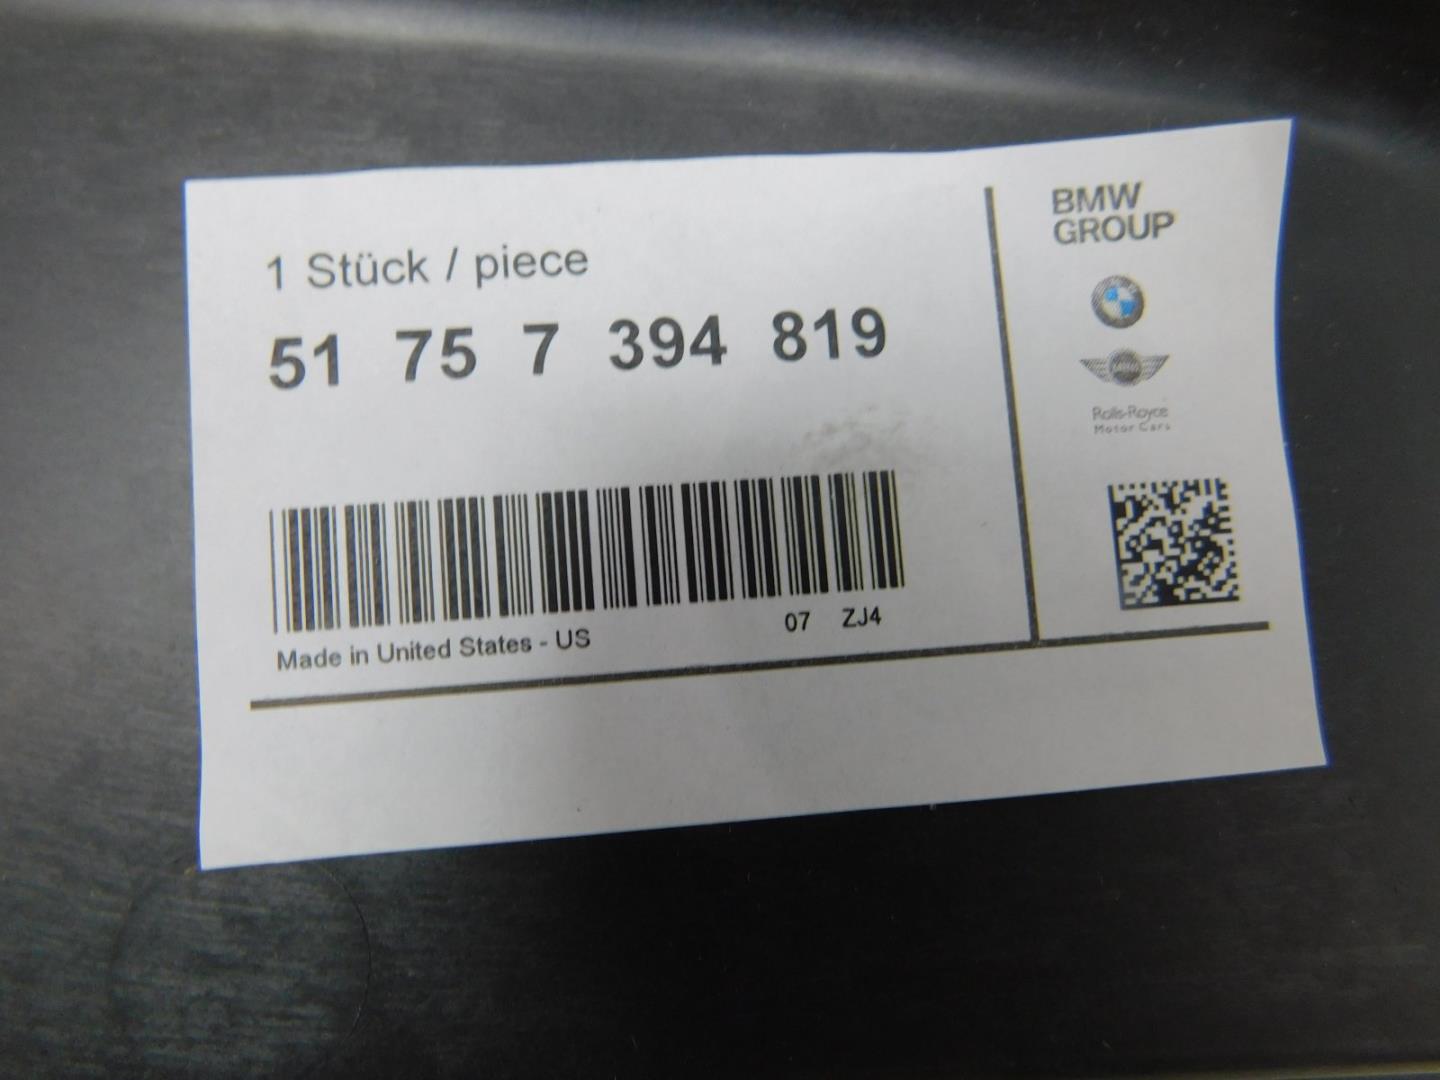 1 Stück / piece
51 75 7 394 819
Made in United States - US
07 ZJ4
BMW
GROUP
MINI
Rolls-Royce
Motor Cars